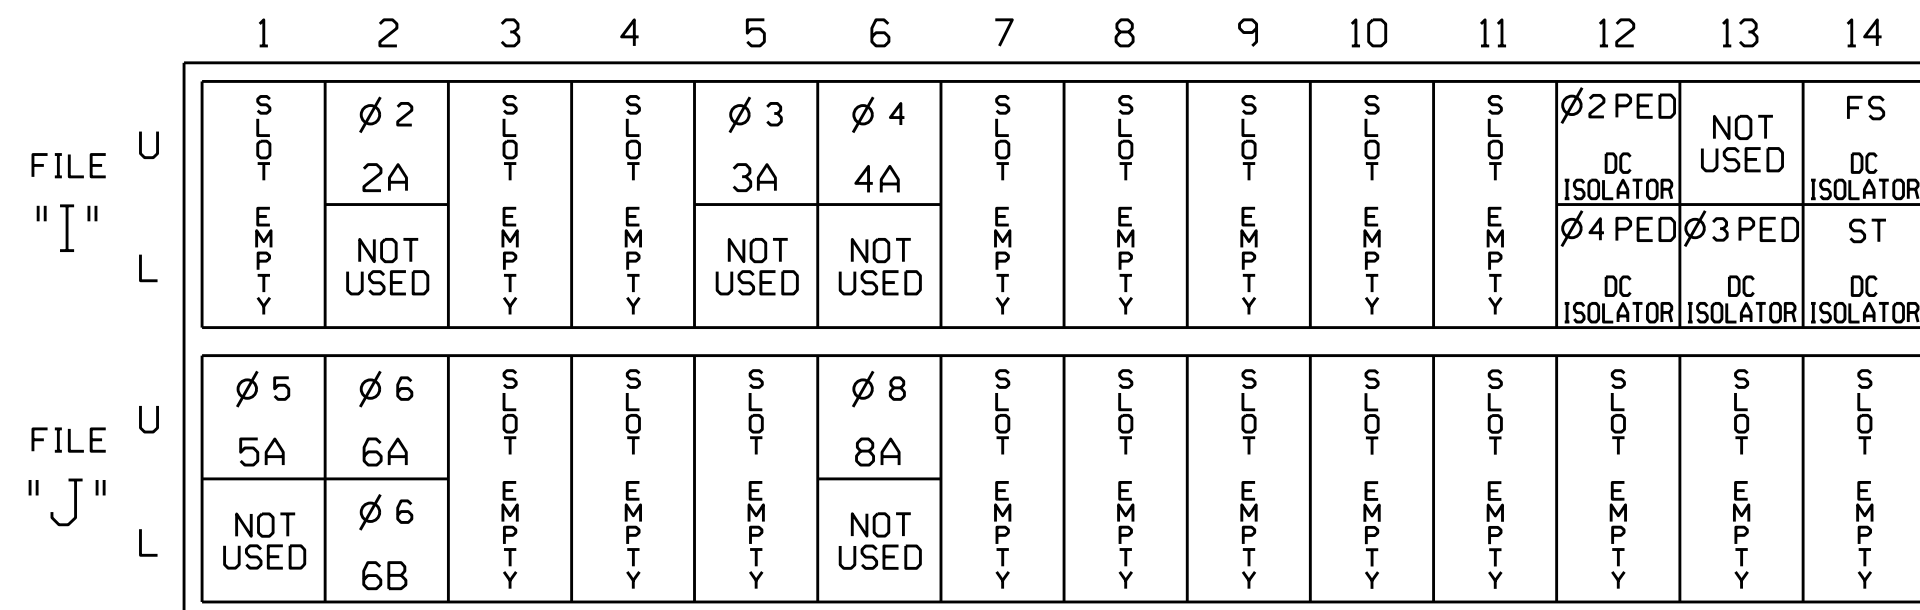 1 2 3 4 5 6 7 8 9 10 11 12 13 14
FILE "I"
U
L
SLOT EMPTY
Ø 2
2A
NOT USED
SLOT EMPTY
SLOT EMPTY
Ø 3
3A
NOT USED
Ø 4
4A
NOT USED
SLOT EMPTY
SLOT EMPTY
SLOT EMPTY
SLOT EMPTY
SLOT EMPTY
Ø2 PED
DC
ISOLATOR
Ø4 PED
DC
ISOLATOR
NOT
USED
Ø3 PED
DC
ISOLATOR
FS
DC
ISOLATOR
ST
DC
ISOLATOR
FILE "J"
U
L
Ø 5
5A
NOT USED
Ø 6
6A
Ø 6
6B
SLOT EMPTY
SLOT EMPTY
SLOT EMPTY
Ø 8
8A
NOT USED
SLOT EMPTY
SLOT EMPTY
SLOT EMPTY
SLOT EMPTY
SLOT EMPTY
SLOT EMPTY
SLOT EMPTY
SLOT EMPTY